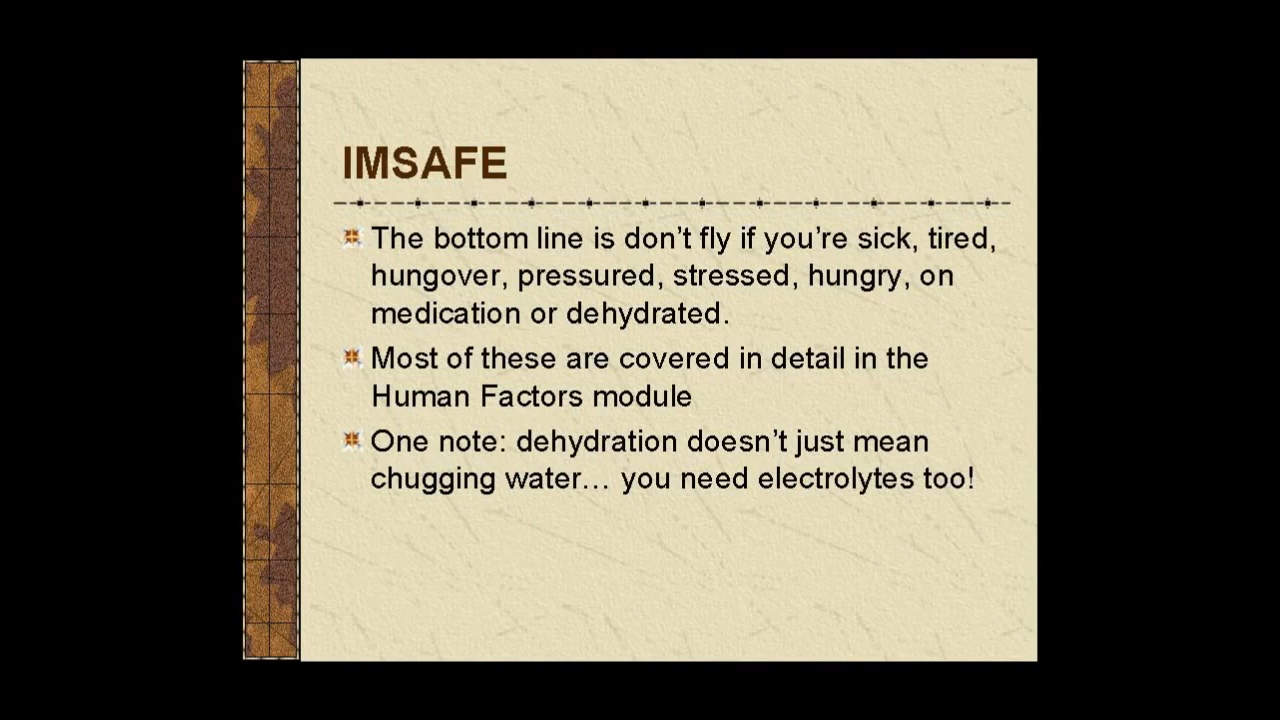 IMSAFE
The bottom line is don't fly if you're sick, tired,
hungover, pressured, stressed, hungry, on
medication or dehydrated.
Most of these are covered in detail in the
Human Factors module
One note: dehydration doesn't just mean
chugging water… you need electrolytes too!